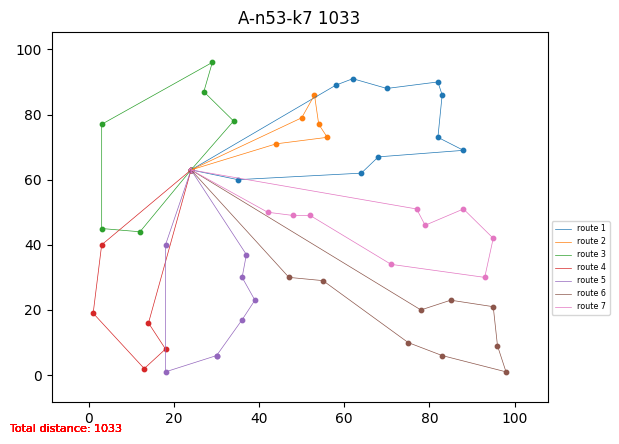 A-n53-k7 1033
100
80
60
40
20
0
0 20 40 60 80 100
route 1
route 2
route 3
route 4
route 5
route 6
route 7
Total distance: 1033